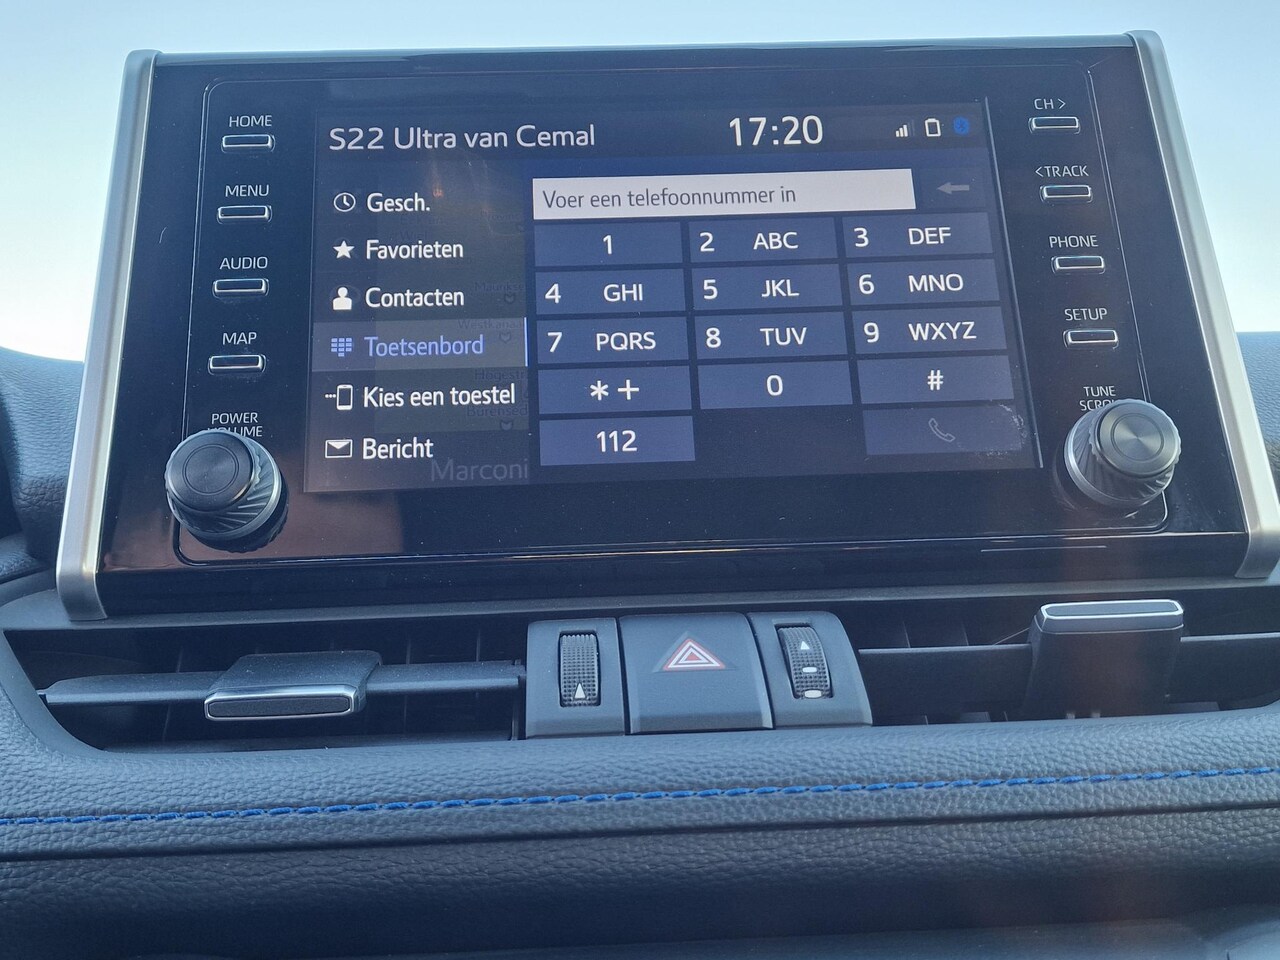 HOME
MENU
AUDIO
MAP
POWER
VOLUME
S22 Ultra van Cemal
17:20
Gesch.
Favorieten
Contacten
Toetsenbord
Kies een toestel
Bericht
Marconi
Voer een telefoonnummer in
1
2 ABC
3 DEF
4 GHI
5 JKL
6 MNO
7 PQRS
8 TUV
9 WXYZ
*+
0
#
112
CH >
<TRACK
PHONE
SETUP
TUNE
SCROLL